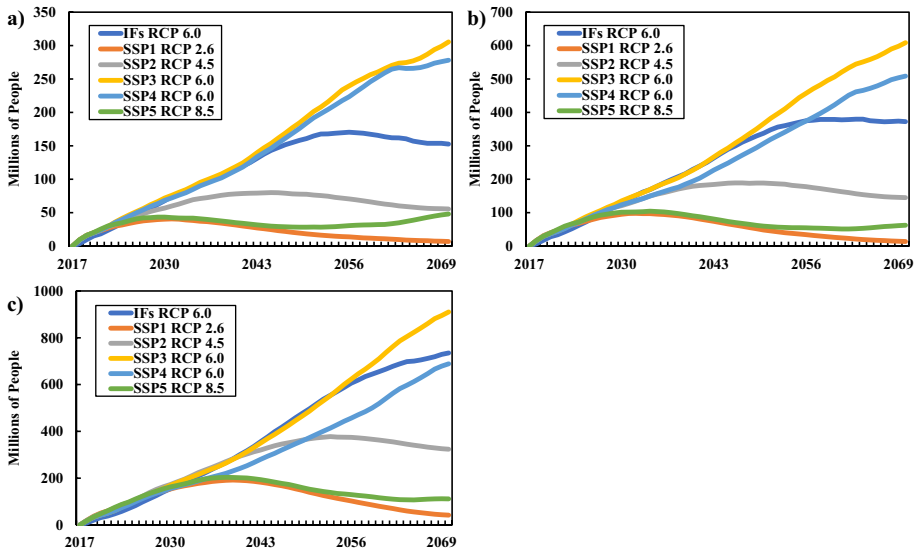 a)
350
300
250
200
150
100
50
0
Millions of People
IFs RCP 6.0
SSP1 RCP 2.6
SSP2 RCP 4.5
SSP3 RCP 6.0
SSP4 RCP 6.0
SSP5 RCP 8.5
2017 2030 2043 2056 2069
b)
700
600
500
400
300
200
100
0
Millions of People
IFs RCP 6.0
SSP1 RCP 2.6
SSP2 RCP 4.5
SSP3 RCP 6.0
SSP4 RCP 6.0
SSP5 RCP 8.5
2017 2030 2043 2056 2069
c)
1000
800
600
400
200
0
Millions of People
IFs RCP 6.0
SSP1 RCP 2.6
SSP2 RCP 4.5
SSP3 RCP 6.0
SSP4 RCP 6.0
SSP5 RCP 8.5
2017 2030 2043 2056 2069